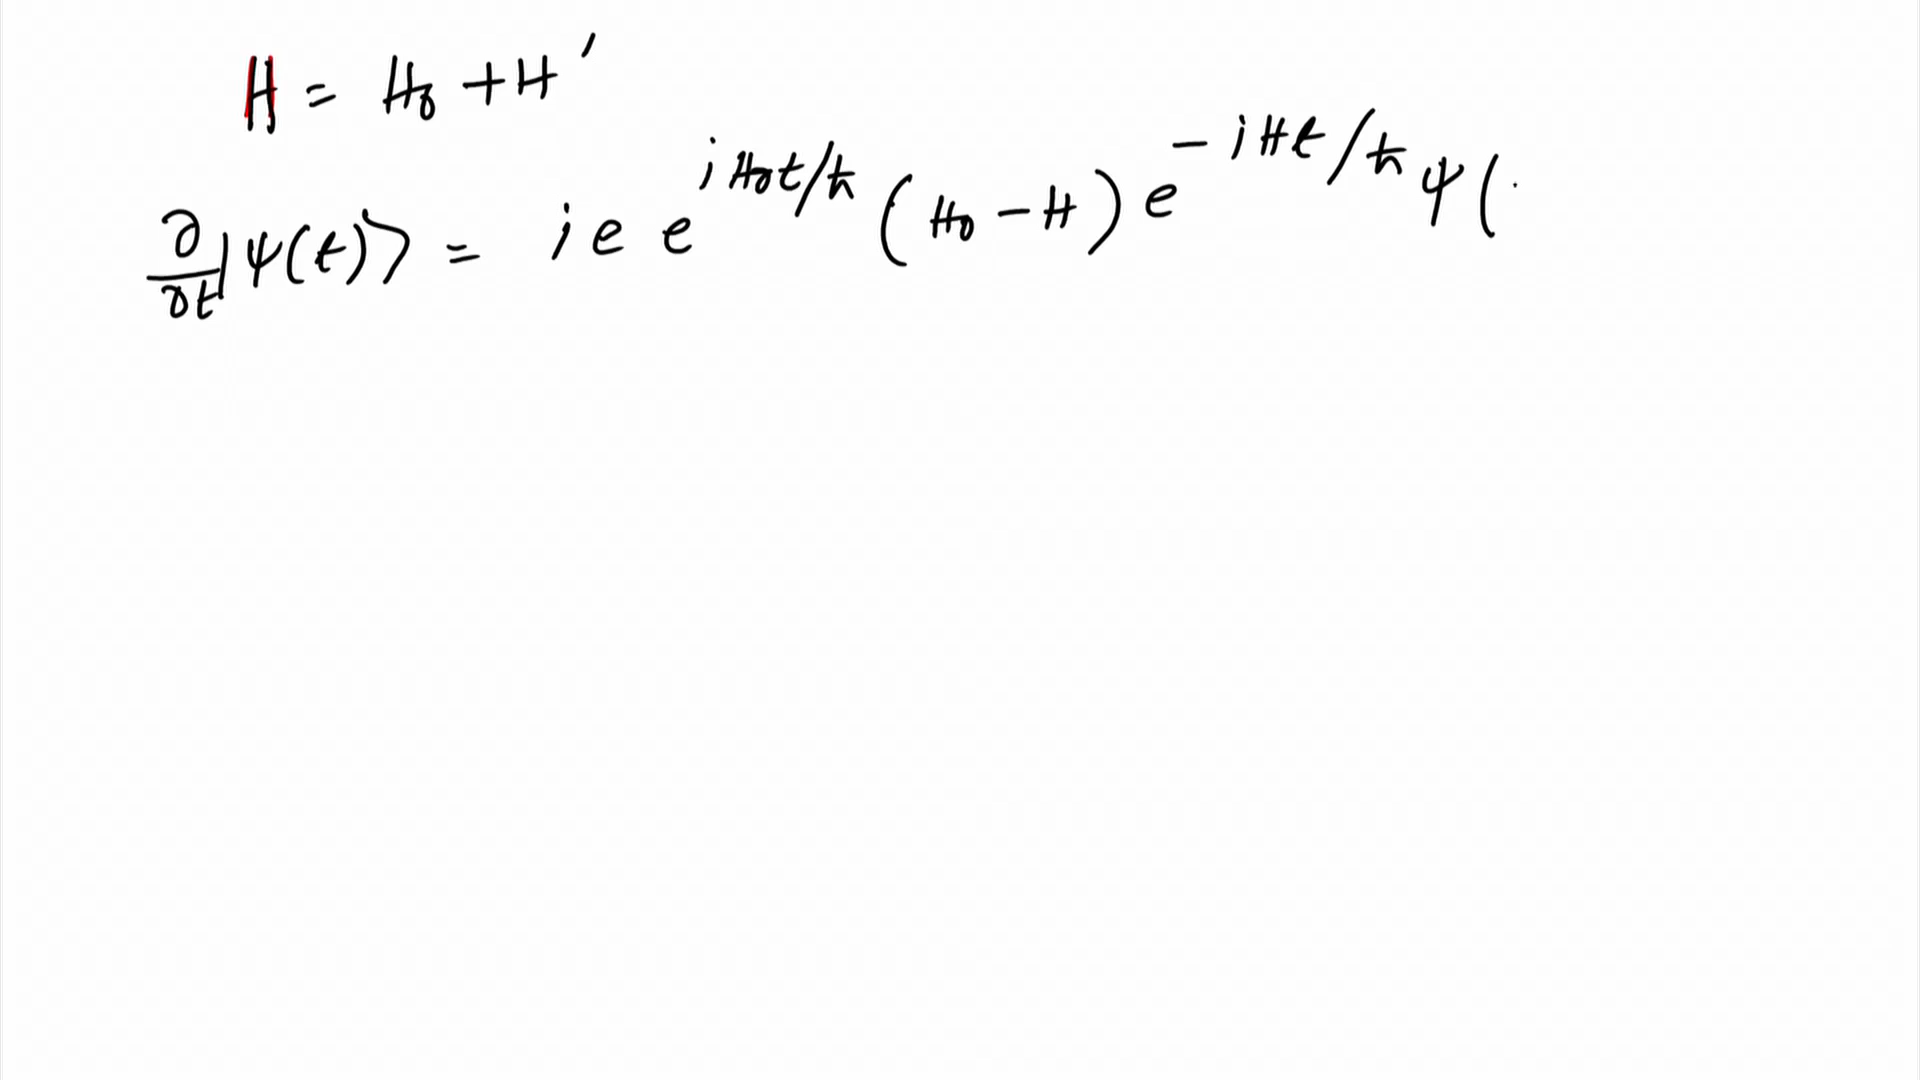 H = H₀ + H′
∂/∂t |ψ(t)⟩ = i e e^{iH₀t/ħ} (H₀ − H) e^{−iHt/ħ} ψ(